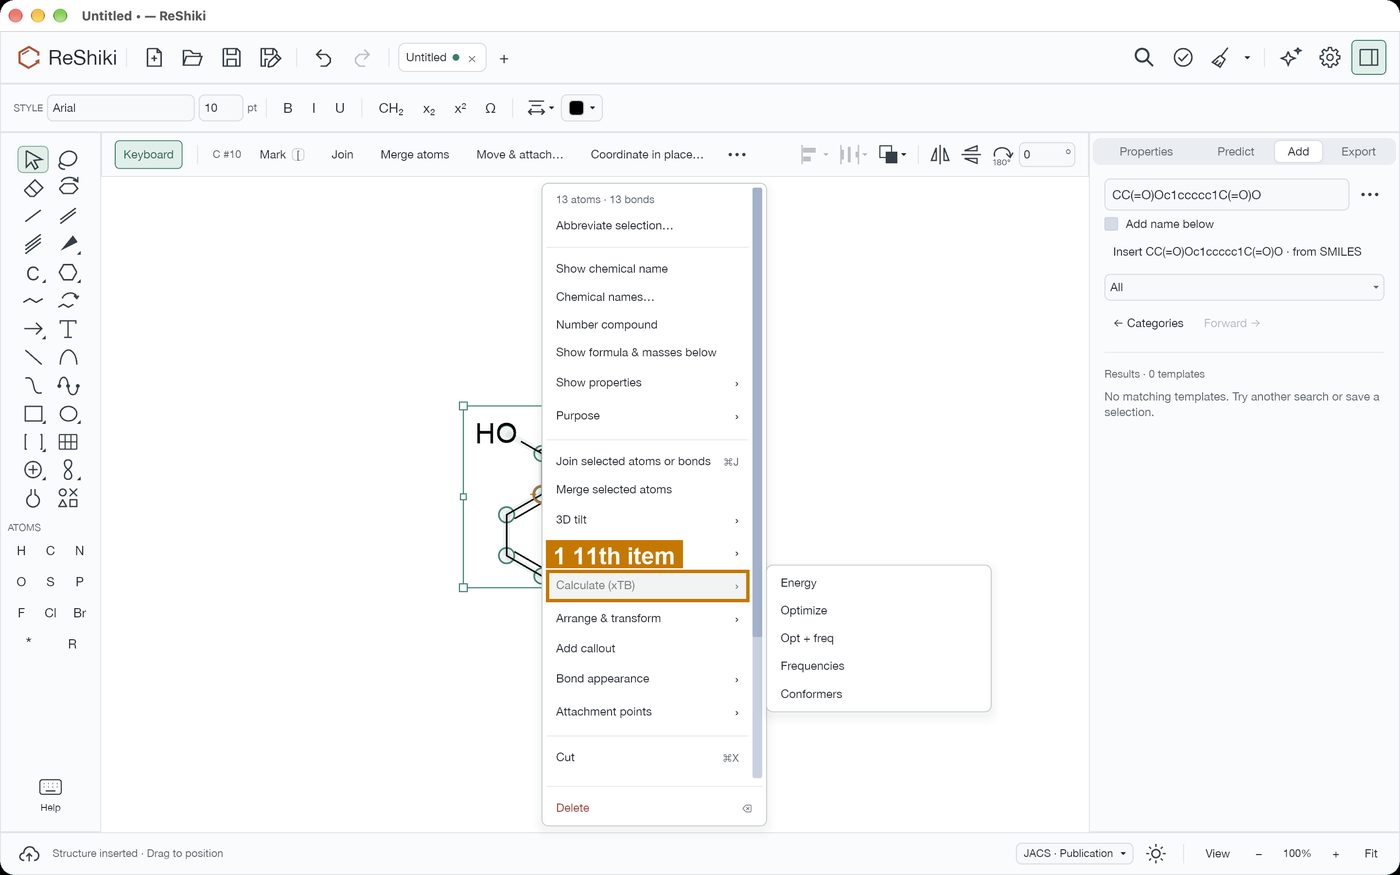 Untitled • — ReShiki
ReShiki
Untitled
STYLE Arial 10 pt B I U CH₂ x₂ x² Ω
Keyboard C #10 Mark Join Merge atoms Move & attach… Coordinate in place… 180° 0 °
Properties Predict Add Export
CC(=O)Oc1ccccc1C(=O)O
Add name below
Insert CC(=O)Oc1ccccc1C(=O)O · from SMILES
All
← Categories Forward →
Results · 0 templates
No matching templates. Try another search or save a
selection.
C
T
ATOMS
H C N
O S P
F Cl Br
* R
Help
HO
13 atoms · 13 bonds
Abbreviate selection…
Show chemical name
Chemical names…
Number compound
Show formula & masses below
Show properties
Purpose
Join selected atoms or bonds ⌘J
Merge selected atoms
3D tilt
1 11th item
Calculate (xTB)
Arrange & transform
Add callout
Bond appearance
Attachment points
Cut ⌘X
Delete
Energy
Optimize
Opt + freq
Frequencies
Conformers
Structure inserted · Drag to position
JACS · Publication
View − 100% + Fit